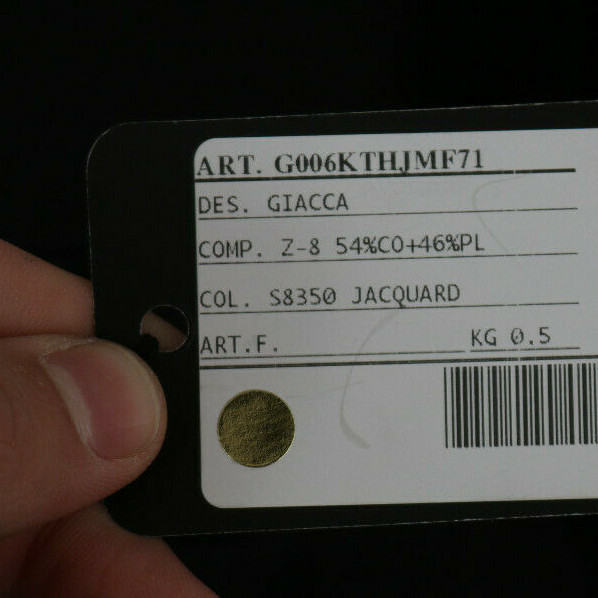 ART. G006KTHJMF71
DES. GIACCA
COMP. Z-8 54%CO+46%PL
COL. S8350 JACQUARD
ART.F. KG 0.5